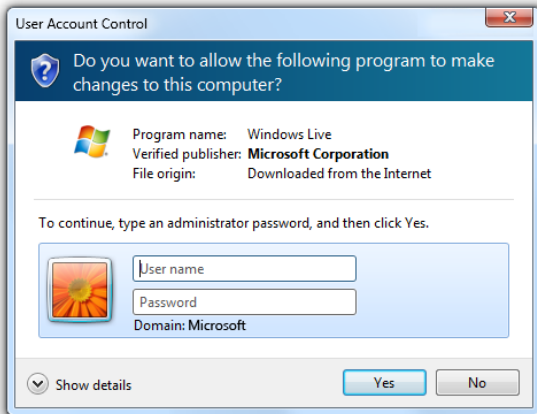 User Account Control
Do you want to allow the following program to make
changes to this computer?
Program name: Windows Live
Verified publisher: Microsoft Corporation
File origin: Downloaded from the Internet
To continue, type an administrator password, and then click Yes.
User name
Password
Domain: Microsoft
Show details Yes No